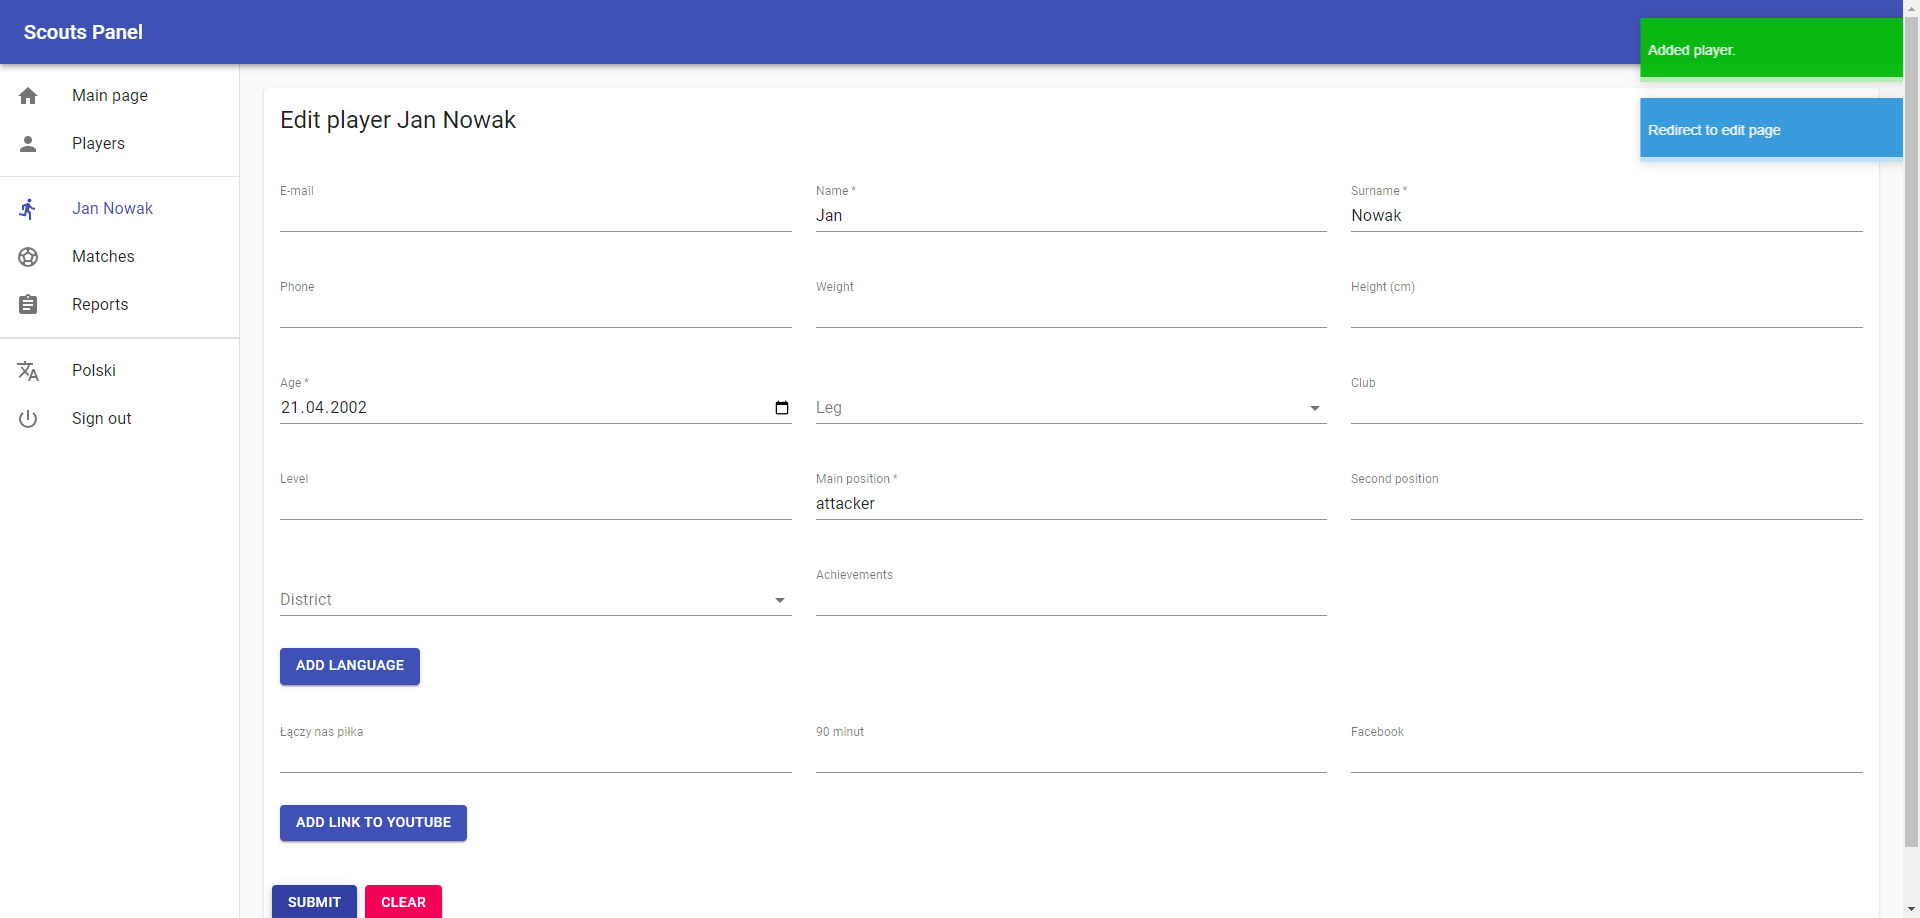 Scouts Panel
Added player.
Redirect to edit page
Main page
Players
Jan Nowak
Matches
Reports
Polski
Sign out
Edit player Jan Nowak
E-mail
Name *
Jan
Surname *
Nowak
Phone
Weight
Height (cm)
Age *
21.04.2002
Leg
Club
Level
Main position *
attacker
Second position
District
Achievements
ADD LANGUAGE
Łączy nas piłka
90 minut
Facebook
ADD LINK TO YOUTUBE
SUBMIT
CLEAR